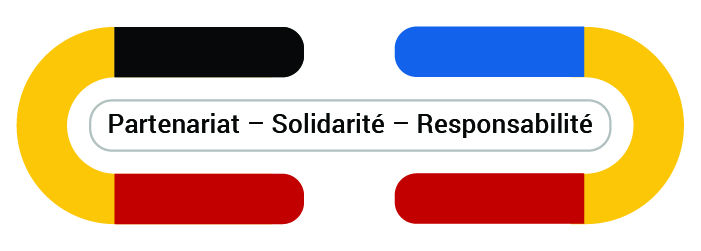 Partenariat – Solidarité – Responsabilité